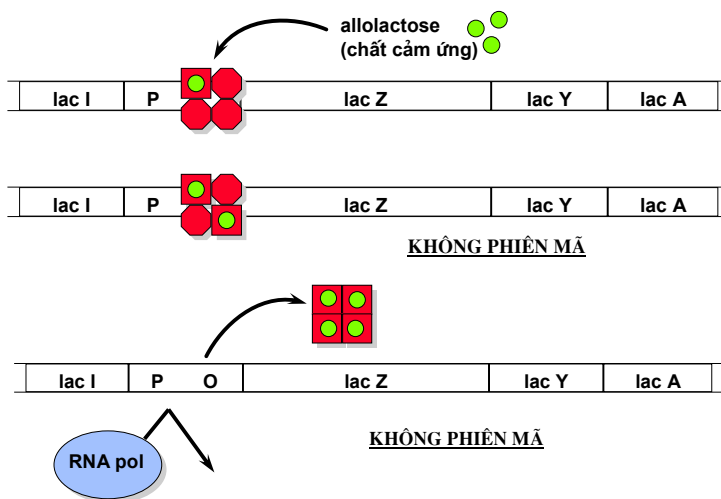 allolactose
(chất cảm ứng)
lac I P lac Z lac Y lac A
lac I P lac Z lac Y lac A
KHÔNG PHIÊN MÃ
lac I P O lac Z lac Y lac A
KHÔNG PHIÊN MÃ
RNA pol